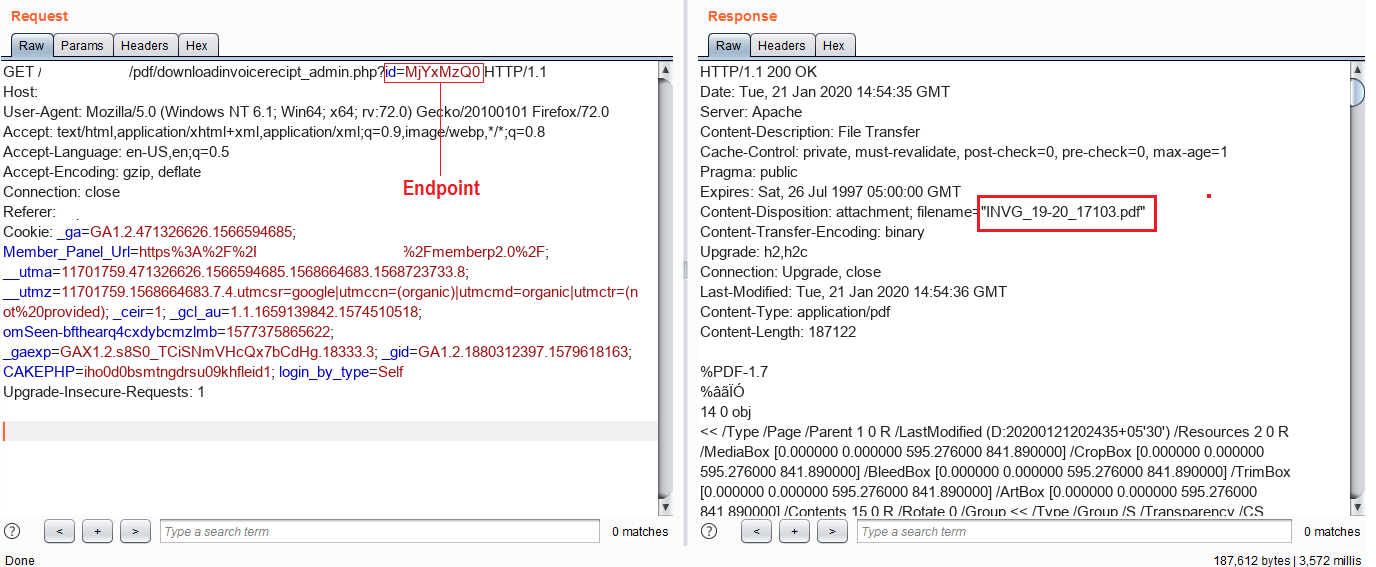 Request
Raw Params Headers Hex
GET / /pdf/downloadinvoicerecipt_admin.php?id=MjYxMzQ0 HTTP/1.1
Host:
User-Agent: Mozilla/5.0 (Windows NT 6.1; Win64; x64; rv:72.0) Gecko/20100101 Firefox/72.0
Accept: text/html,application/xhtml+xml,application/xml;q=0.9,image/webp,*/*;q=0.8
Accept-Language: en-US,en;q=0.5
Accept-Encoding: gzip, deflate
Connection: close
Endpoint
Referer:
Cookie: _ga=GA1.2.471326626.1566594685;
Member_Panel_Url=https%3A%2F%2I %2Fmemberp2.0%2F;
__utma=11701759.471326626.1566594685.1568664683.1568723733.8;
__utmz=11701759.1568664683.7.4.utmcsr=google|utmccn=(organic)|utmcmd=organic|utmctr=(n
ot%20provided); _ceir=1; _gcl_au=1.1.1659139842.1574510518;
omSeen-bfthearq4cxdybcmzlmb=1577375865622;
_gaexp=GAX1.2.s8S0_TCiSNmVHcQx7bCdHg.18333.3; _gid=GA1.2.1880312397.1579618163;
CAKEPHP=iho0d0bsmtngdrsu09khfleid1; login_by_type=Self
Upgrade-Insecure-Requests: 1
? < + > Type a search term 0 matches
Done
Response
Raw Headers Hex
HTTP/1.1 200 OK
Date: Tue, 21 Jan 2020 14:54:35 GMT
Server: Apache
Content-Description: File Transfer
Cache-Control: private, must-revalidate, post-check=0, pre-check=0, max-age=1
Pragma: public
Expires: Sat, 26 Jul 1997 05:00:00 GMT
Content-Disposition: attachment; filename="INVG_19-20_17103.pdf"
Content-Transfer-Encoding: binary
Upgrade: h2,h2c
Connection: Upgrade, close
Last-Modified: Tue, 21 Jan 2020 14:54:36 GMT
Content-Type: application/pdf
Content-Length: 187122
%PDF-1.7
%âãÏÓ
14 0 obj
<< /Type /Page /Parent 1 0 R /LastModified (D:20200121202435+05'30') /Resources 2 0 R
/MediaBox [0.000000 0.000000 595.276000 841.890000] /CropBox [0.000000 0.000000
595.276000 841.890000] /BleedBox [0.000000 0.000000 595.276000 841.890000] /TrimBox
[0.000000 0.000000 595.276000 841.890000] /ArtBox [0.000000 0.000000 595.276000
841.890000] /Contents 15 0 R /Rotate 0 /Group << /Type /Group /S /Transparency /CS
? < + > Type a search term 0 matches
187,612 bytes | 3,572 millis